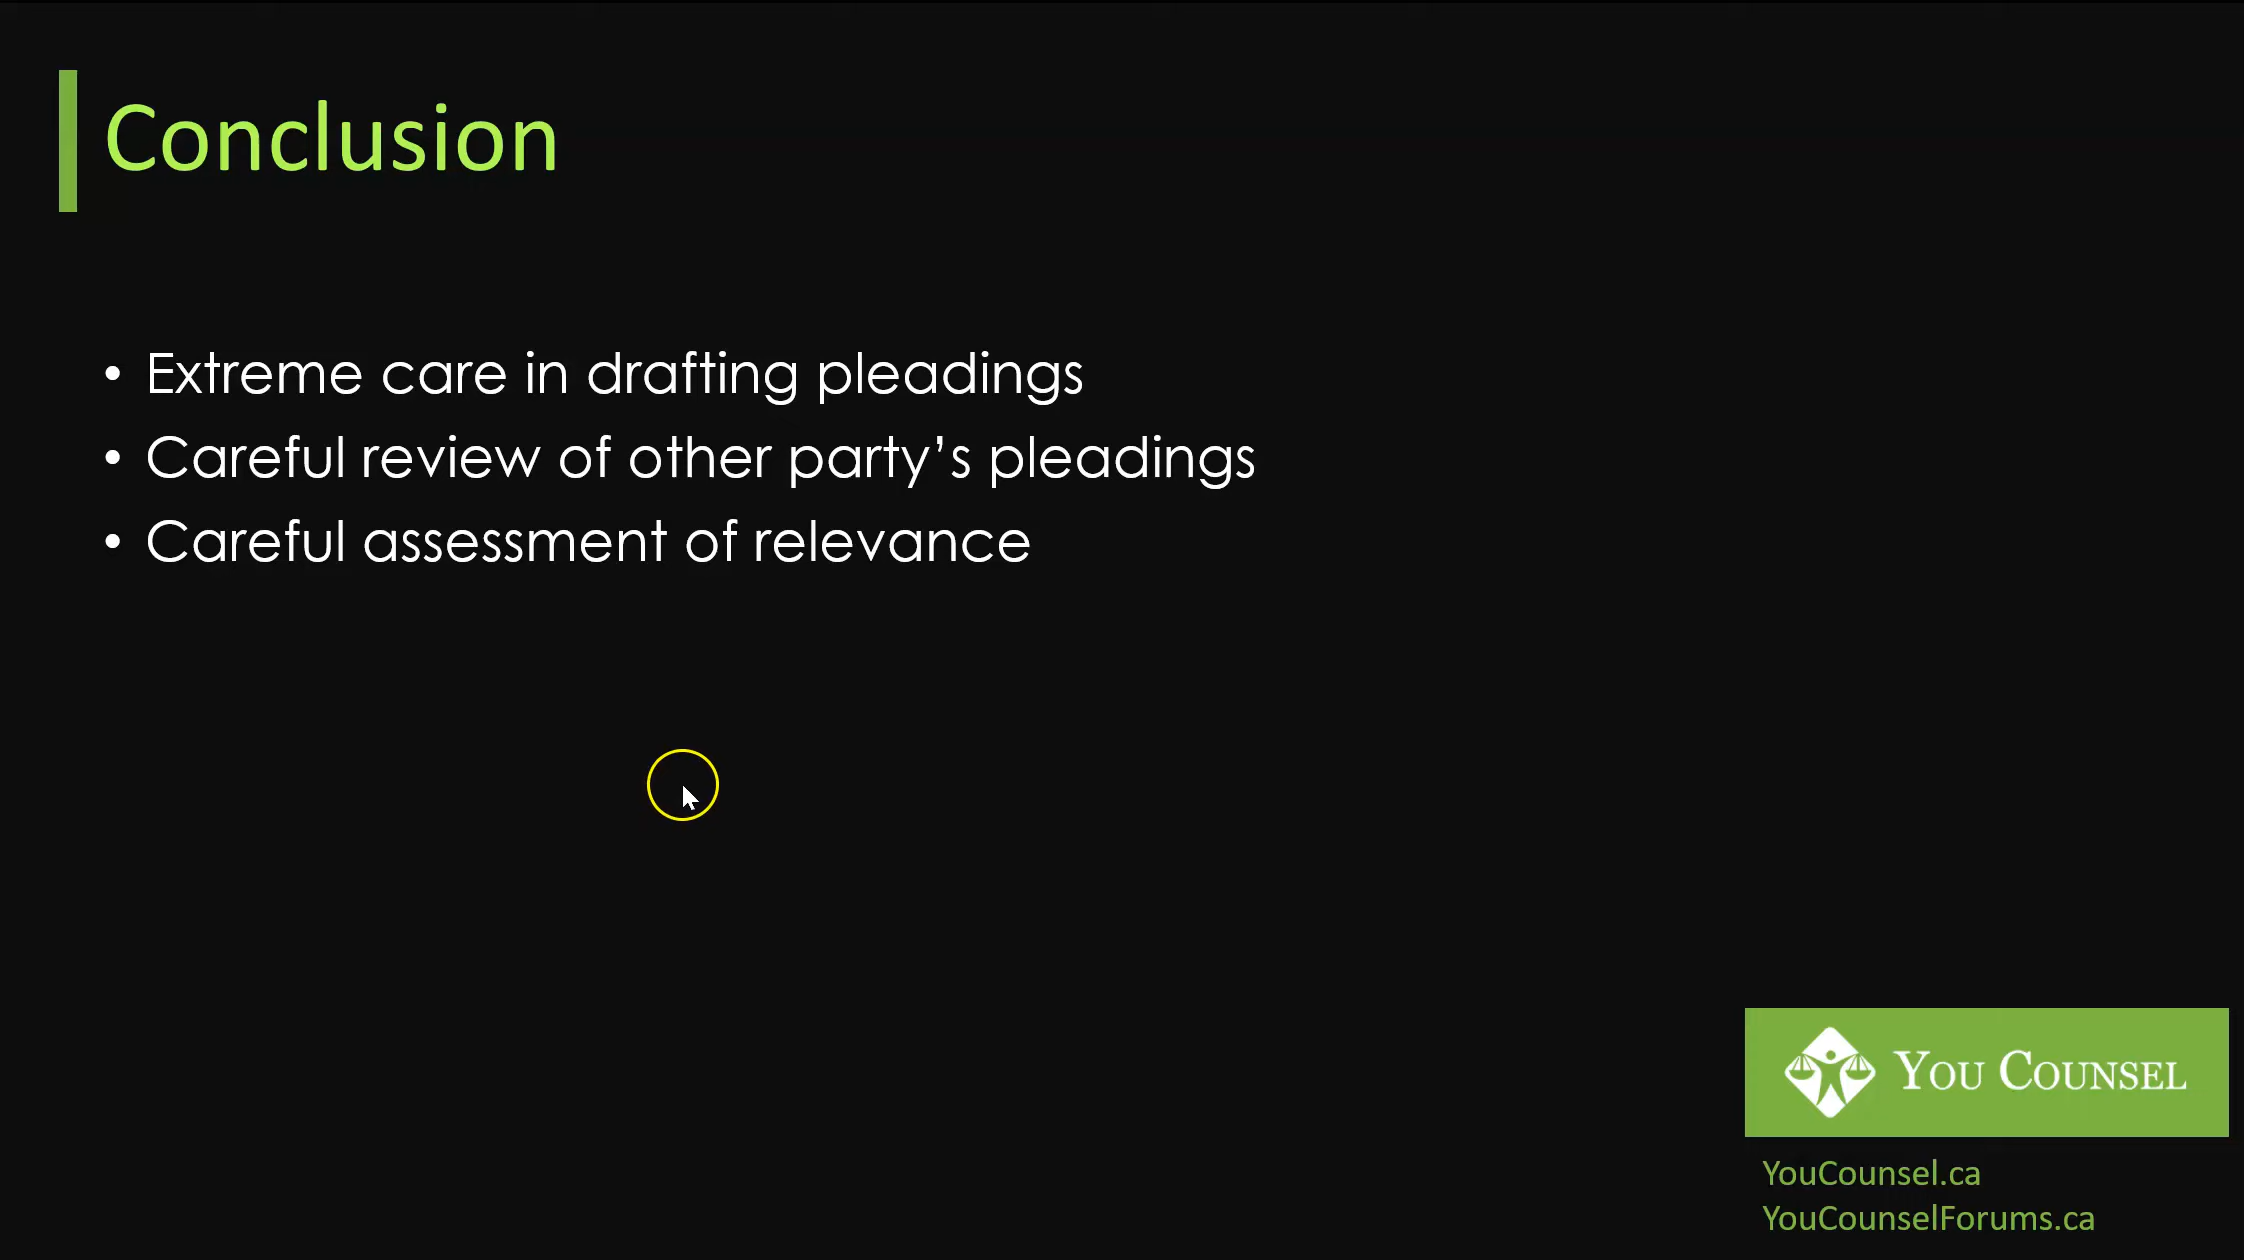 Conclusion
• Extreme care in drafting pleadings
• Careful review of other party’s pleadings
• Careful assessment of relevance
You Counsel
YouCounsel.ca
YouCounselForums.ca